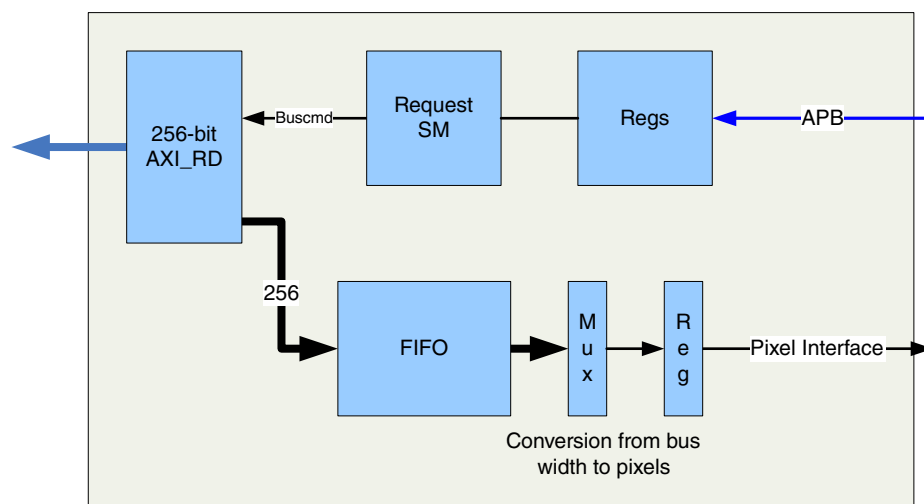 256-bit
AXI_RD
Buscmd
Request
SM
Regs
APB
256
FIFO
M
u
x
R
e
g
Pixel Interface
Conversion from bus
width to pixels